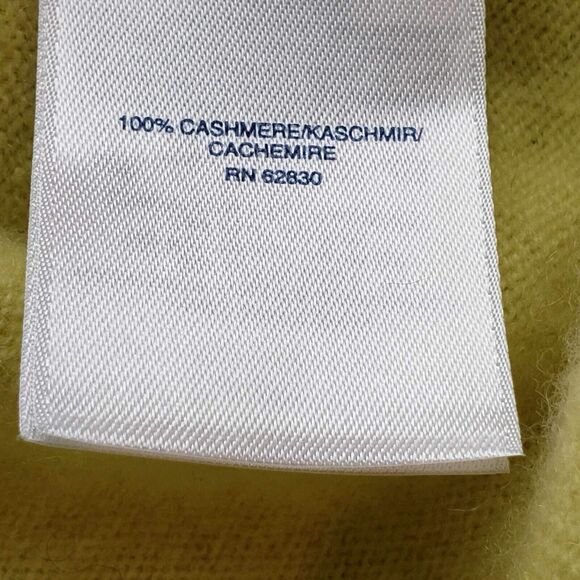 100% CASHMERE/KASCHMIR/
CACHEMIRE
RN 62830